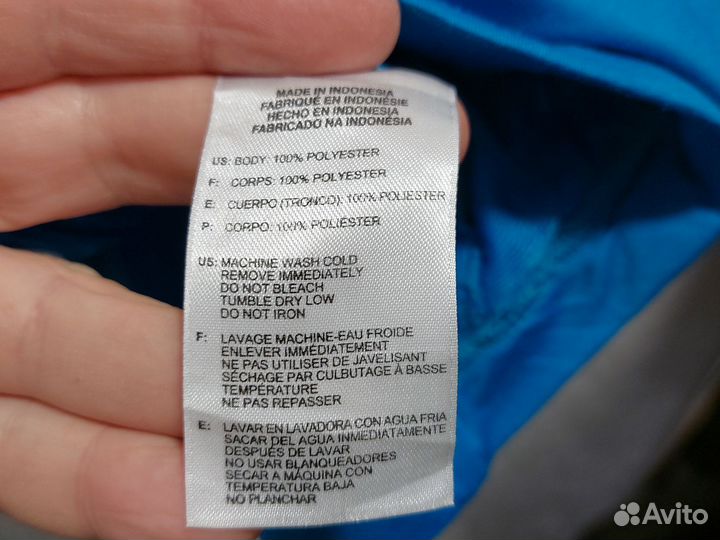 MADE IN INDONESIA
FABRIQUÉ EN INDONÉSIE
HECHO EN INDONESIA
FABRICADO NA INDONÉSIA
US: BODY: 100% POLYESTER
F: CORPS: 100% POLYESTER
E: CUERPO (TRONCO): 100% POLYESTER
P: CORPO: 100% POLIÉSTER
US: MACHINE WASH COLD
REMOVE IMMEDIATELY
DO NOT BLEACH
TUMBLE DRY LOW
DO NOT IRON
F: LAVAGE MACHINE-EAU FROIDE
ENLEVER IMMÉDIATEMENT
NE PAS UTILISER DE JAVELISANT
SÉCHAGE PAR CULBUTAGE À BASSE
TEMPÉRATURE
NE PAS REPASSER
E: LAVAR EN LAVADORA CON AGUA FRIA
SACAR DEL AGUA INMEDIATAMENTE
DESPUÉS DE LAVAR
NO USAR BLANQUEADORES
SECAR A MÁQUINA CON
TEMPERATURA BAJA
NO PLANCHAR
Avito